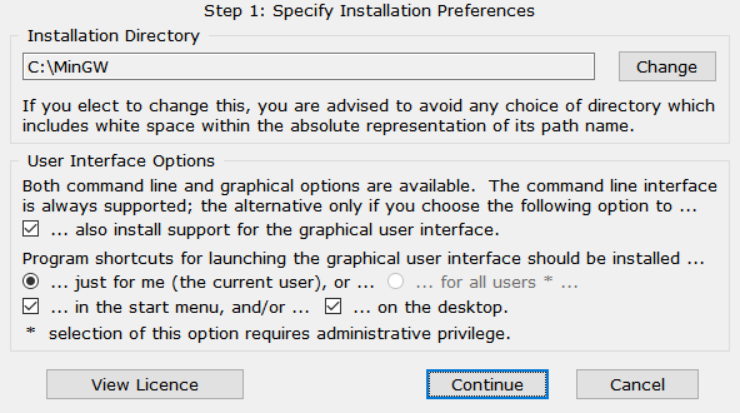 Step 1: Specify Installation Preferences
Installation Directory
C:\MinGW
Change
If you elect to change this, you are advised to avoid any choice of directory which
includes white space within the absolute representation of its path name.
User Interface Options
Both command line and graphical options are available.  The command line interface
is always supported; the alternative only if you choose the following option to ...
... also install support for the graphical user interface.
Program shortcuts for launching the graphical user interface should be installed ...
... just for me (the current user), or ... ... for all users * ...
... in the start menu, and/or ... ... on the desktop.
* selection of this option requires administrative privilege.
View Licence Continue Cancel